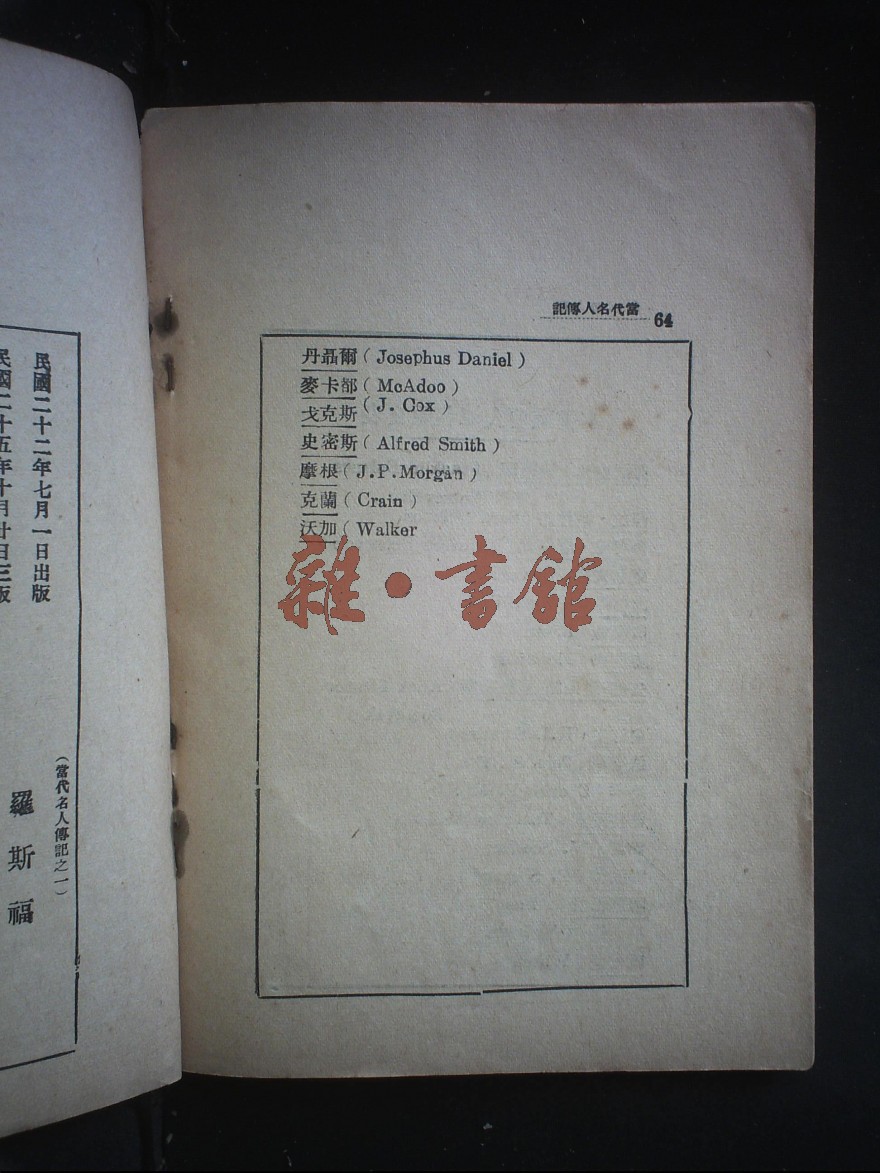 當代名人傳記 64
丹聶爾 ( Josephus Daniel )
麥卡都 ( McAdoo )
戈克斯 ( J. Cox )
史密斯 ( Alfred Smith )
摩根 ( J.P.Morgan )
克蘭 ( Crain )
沃加 ( Walker
雜·書館
民國二十二年七月一日出版
民國二十五年十月廿日三版
(當代名人傳記之一)
羅斯福